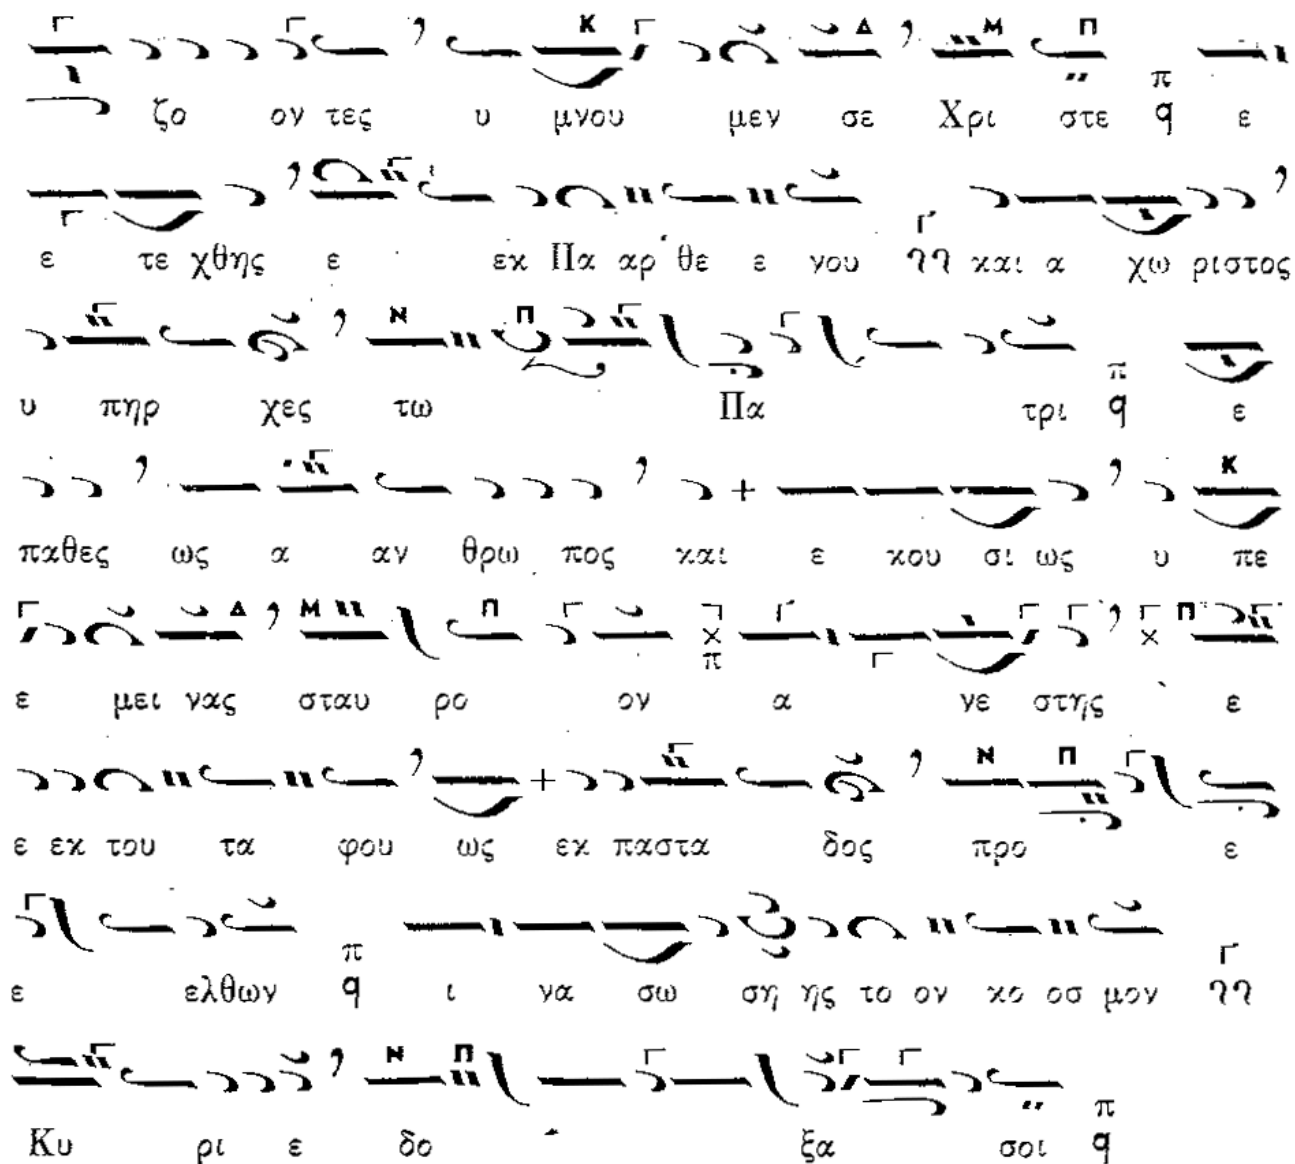 ζο ον τες υ μνου μεν σε Χρι στε π q ε
ε τε χθης ε εκ Πα αρ θε ε νου Γ και α χω ριστος
υ πηρ χες τω Πα τρι π q ε
παθες ως α αν θρω πος και ε κου σι ως υ πε
ε μει νας σταυ ρο ον π α νε στης ε
ε εκ του τα φου ως εκ παστα δος προ ε
ε ελθων π q ι να σω ση ης το ον κο οσ μον Γ
Κυ ρι ε δο ξα σοι π q